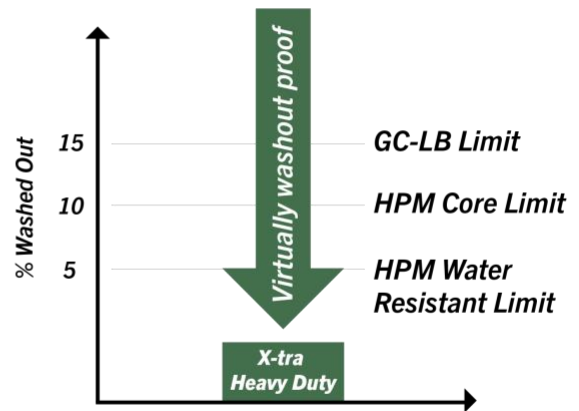 % Washed Out
15
10
5
Virtually washout proof
GC-LB Limit
HPM Core Limit
HPM Water
Resistant Limit
X-tra
Heavy Duty